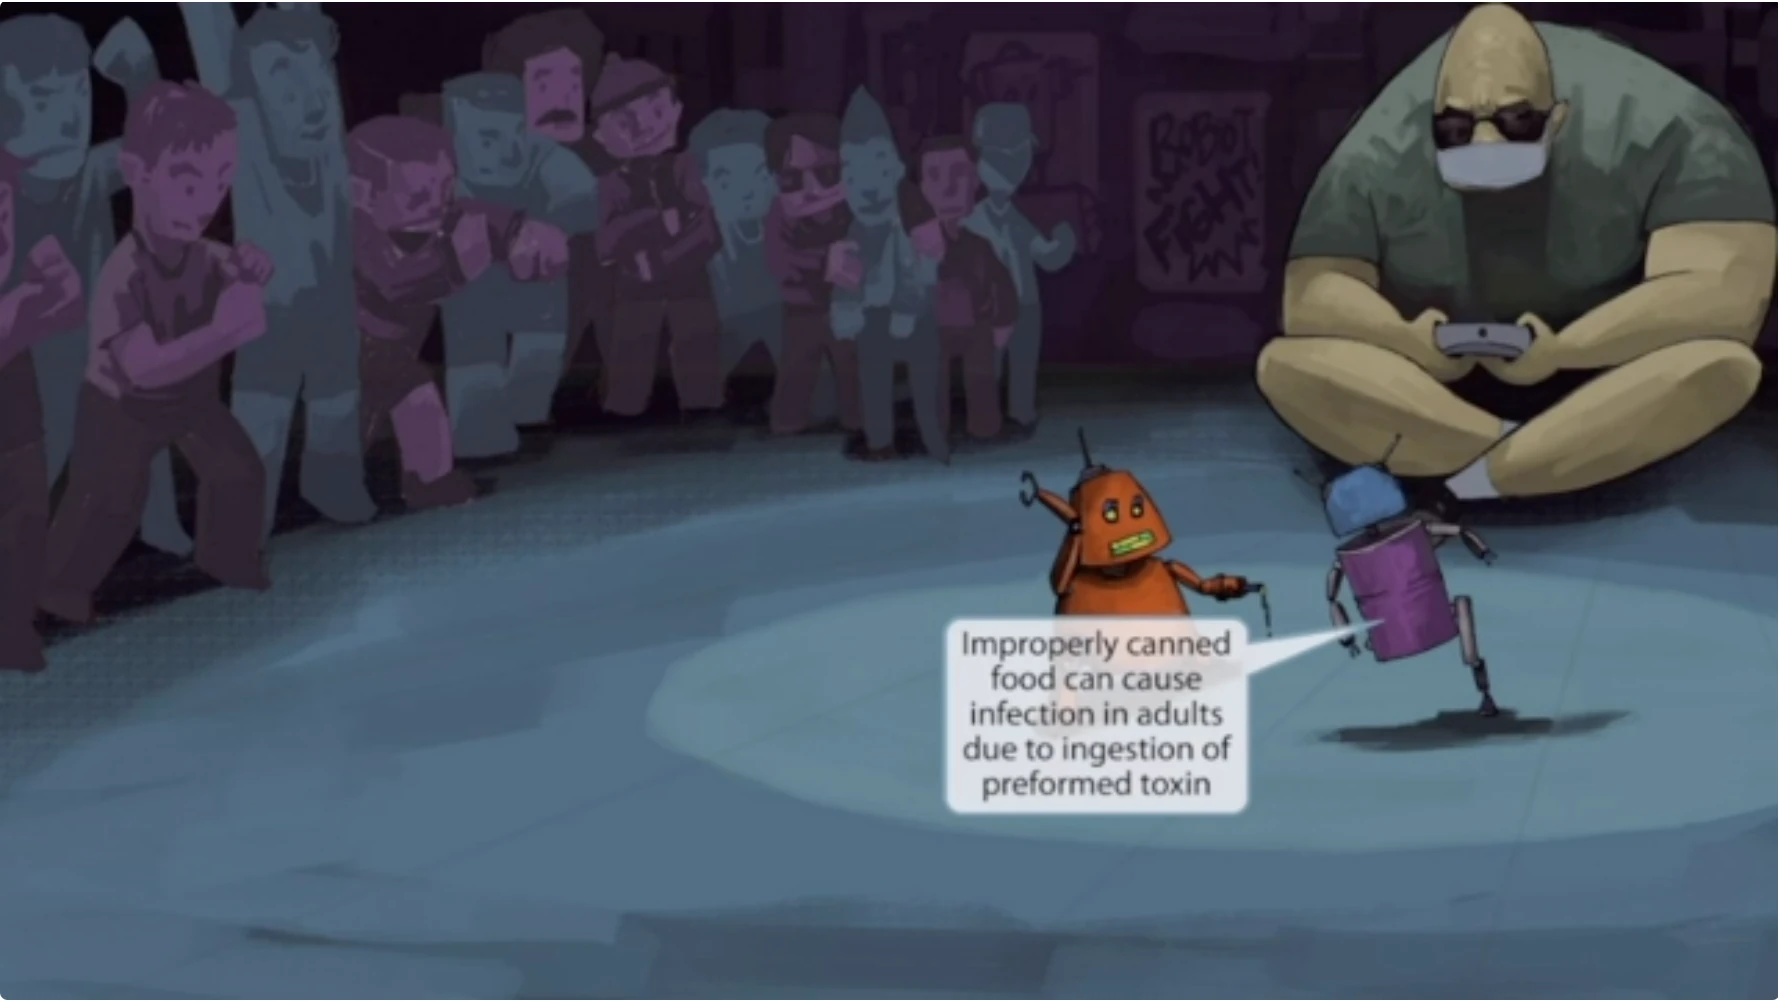 ROBOT
FIGHT!
Improperly canned
food can cause
infection in adults
due to ingestion of
preformed toxin